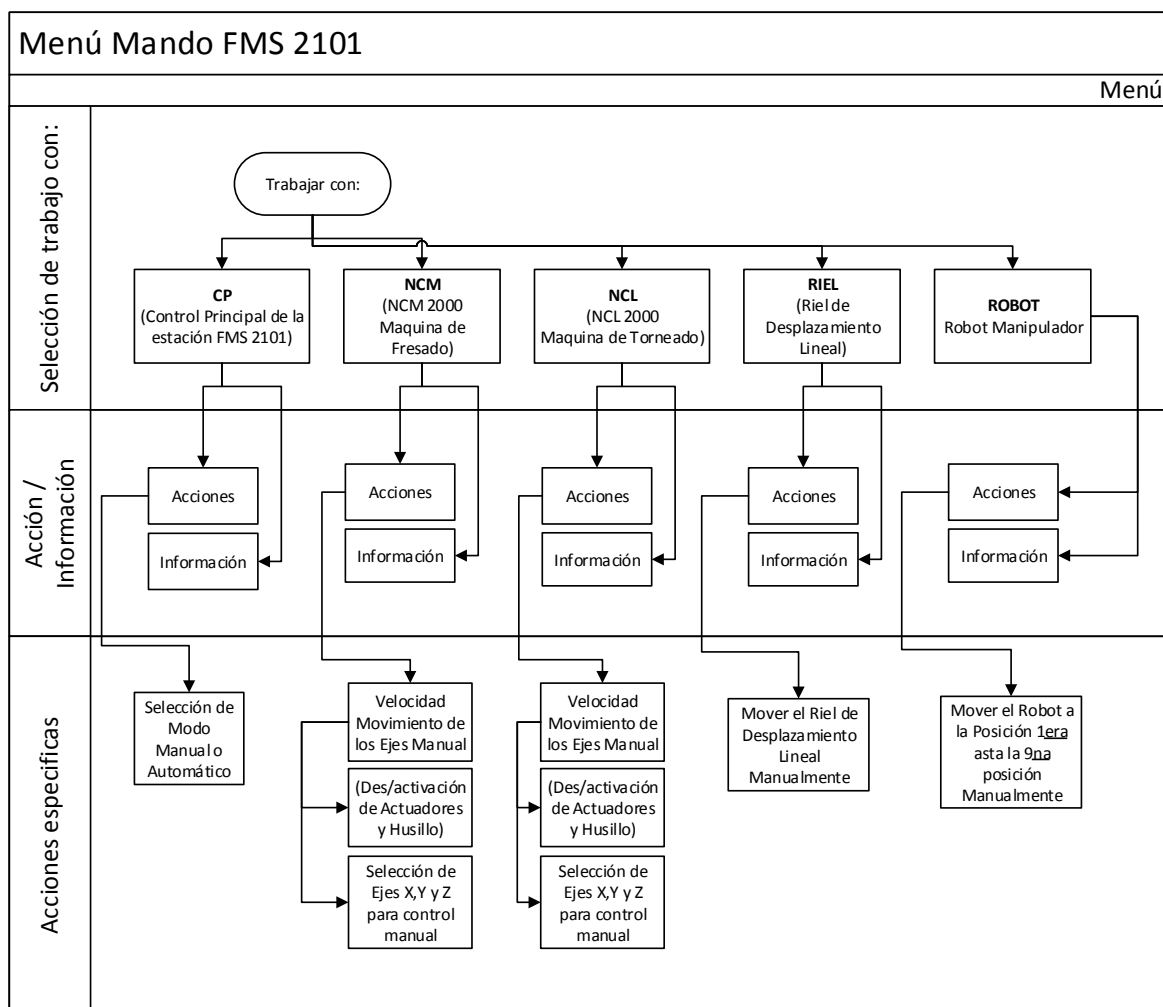 Menú Mando FMS 2101
Menú
Selección de trabajo con:
Trabajar con:
CP
(Control Principal de la
estación FMS 2101)
NCM
(NCM 2000
Maquina de
Fresado)
NCL
(NCL 2000
Maquina de Torneado)
RIEL
(Riel de
Desplazamiento
Lineal)
ROBOT
Robot Manipulador
Acción /
Información
Acciones
Información
Acciones
Información
Acciones
Información
Acciones
Información
Acciones
Información
Acciones especificas
Selección de
Modo
Manual o
Automático
Velocidad
Movimiento de
los Ejes Manual
(Des/activación
de Actuadores
y Husillo)
Selección de
Ejes X,Y y Z
para control
manual
Velocidad
Movimiento de
los Ejes Manual
(Des/activación
de Actuadores
y Husillo)
Selección de
Ejes X,Y y Z
para control
manual
Mover el Riel de
Desplazamiento
Lineal
Manualmente
Mover el Robot a
la Posición 1era
asta la 9na
posición
Manualmente